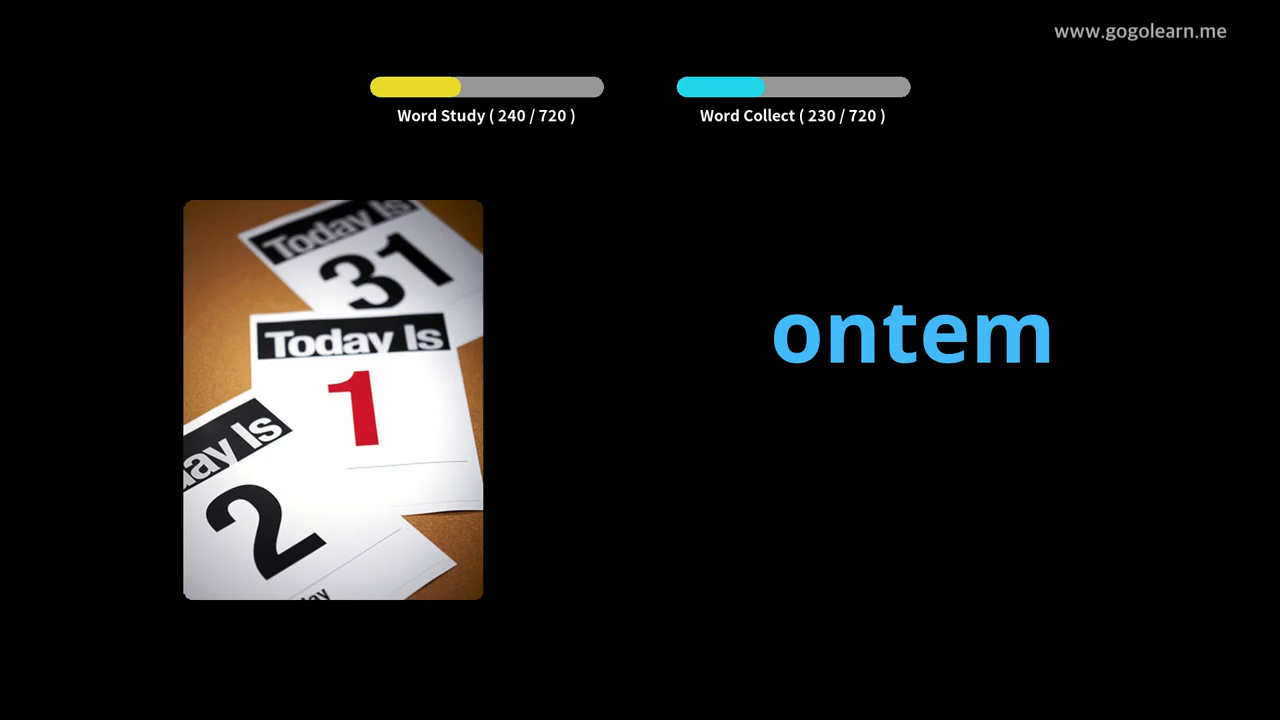 www.gogolearn.me
Word Study ( 240 / 720 )
Word Collect ( 230 / 720 )
Today Is
31
Today Is
1
ay Is
2
ontem